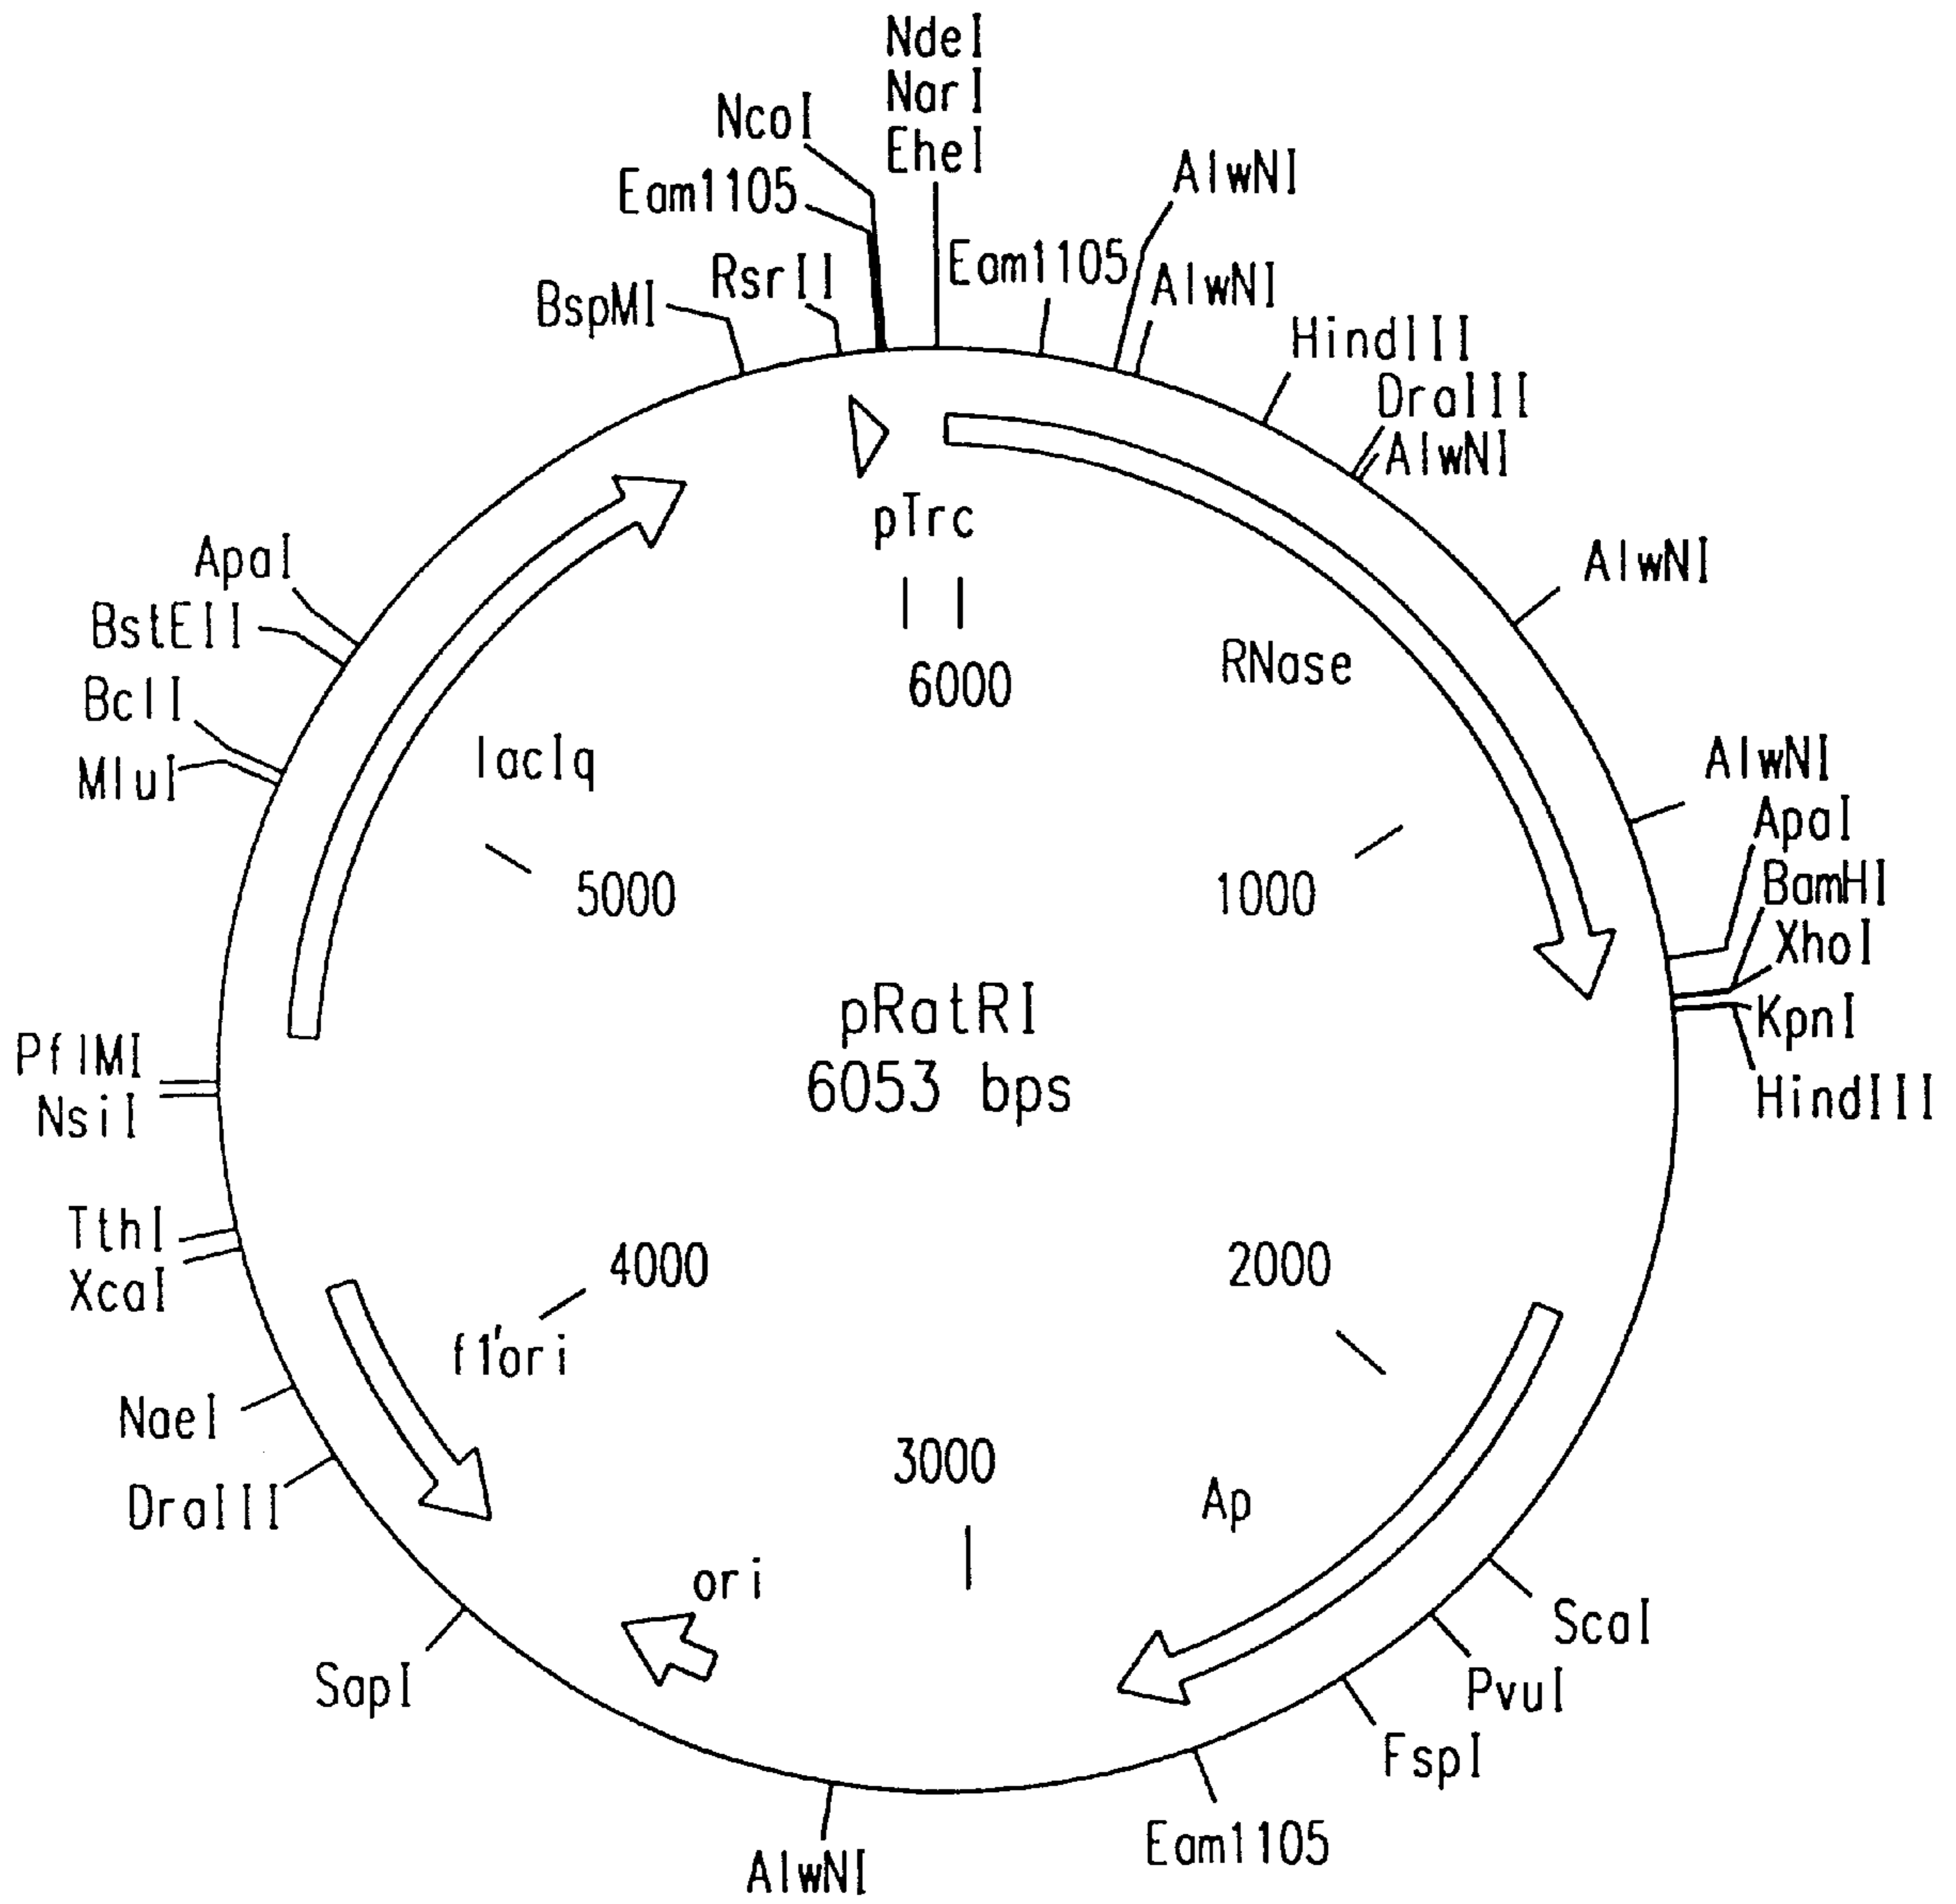 NdeI
NarI
EheI
NcoI
Eam1105
RsrII
BspMI
Eam1105
AlwNI
AlwNI
HindIII
DraIII
AlwNI
AlwNI
AlwNI
ApaI
BamHI
XhoI
KpnI
HindIII
ApaI
BstEII
BclI
MluI
PflMI
NsiI
TthI
XcaI
NaeI
DraIII
SapI
AlwNI
Eam1105
FspI
PvuI
ScaI
pTrc
6000
RNase
lacIq
5000
1000
pRatRI
6053 bps
4000
2000
f1'ori
3000
Ap
ori